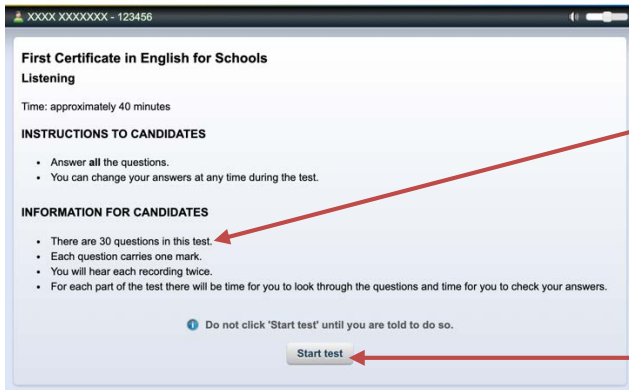 XXXX XXXXXXX - 123456
First Certificate in English for Schools
Listening
Time: approximately 40 minutes
INSTRUCTIONS TO CANDIDATES
• Answer all the questions.
• You can change your answers at any time during the test.
INFORMATION FOR CANDIDATES
• There are 30 questions in this test.
• Each question carries one mark.
• You will hear each recording twice.
• For each part of the test there will be time for you to look through the questions and time for you to check your answers.
Do not click 'Start test' until you are told to do so.
Start test